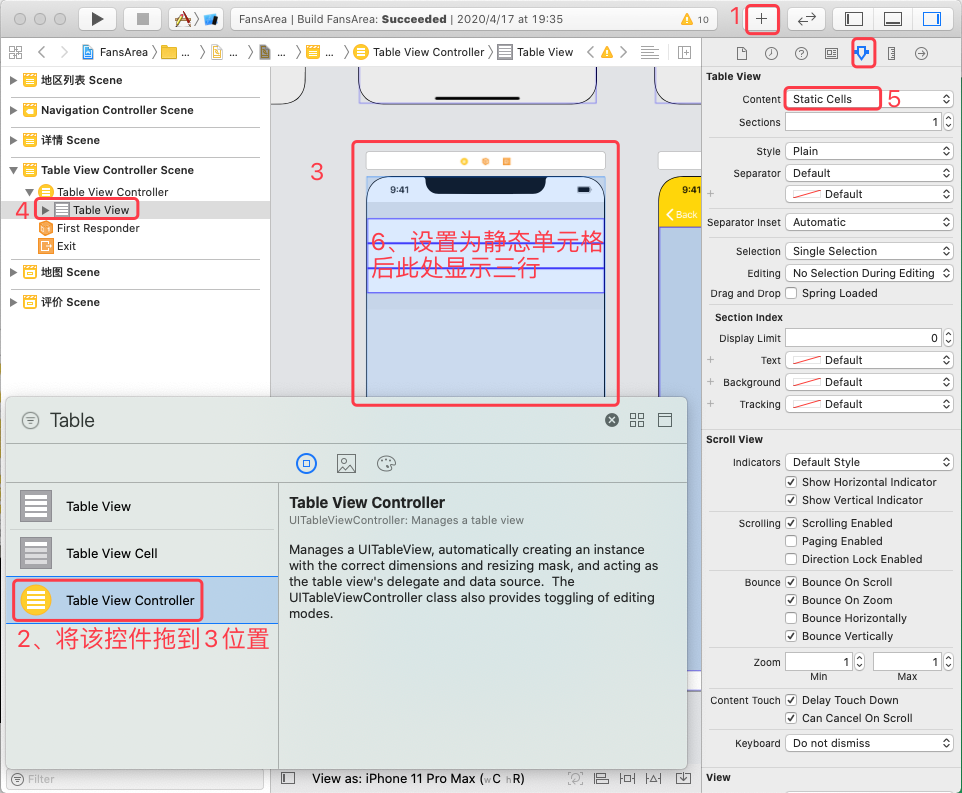 FansArea | Build FansArea: Succeeded | 2020/4/17 at 19:35
10
1
FansArea
...
...
...
...
Table View Controller
Table View
地区列表 Scene
Navigation Controller Scene
详情 Scene
Table View Controller Scene
Table View Controller
4
Table View
First Responder
Exit
地图 Scene
评价 Scene
3
9:41
6、设置为静态单元格
后此处显示三行
9:41
Back
Table
Table View
Table View Cell
Table View Controller
2、将该控件拖到3位置
Table View Controller
UITableViewController: Manages a table view
Manages a UITableView, automatically creating an instance
with the correct dimensions and resizing mask, and acting as
the table view's delegate and data source. The
UITableViewController class also provides toggling of editing
modes.
Filter
View as: iPhone 11 Pro Max (wC hR)
Table View
Content Static Cells 5
Sections 1
Style Plain
Separator Default
Default
Separator Inset Automatic
Selection Single Selection
Editing No Selection During Editing
Drag and Drop Spring Loaded
Section Index
Display Limit 0
Text Default
Background Default
Tracking Default
Scroll View
Indicators Default Style
Show Horizontal Indicator
Show Vertical Indicator
Scrolling Scrolling Enabled
Paging Enabled
Direction Lock Enabled
Bounce Bounce On Scroll
Bounce On Zoom
Bounce Horizontally
Bounce Vertically
Zoom 1 1
Min Max
Content Touch Delay Touch Down
Can Cancel On Scroll
Keyboard Do not dismiss
View